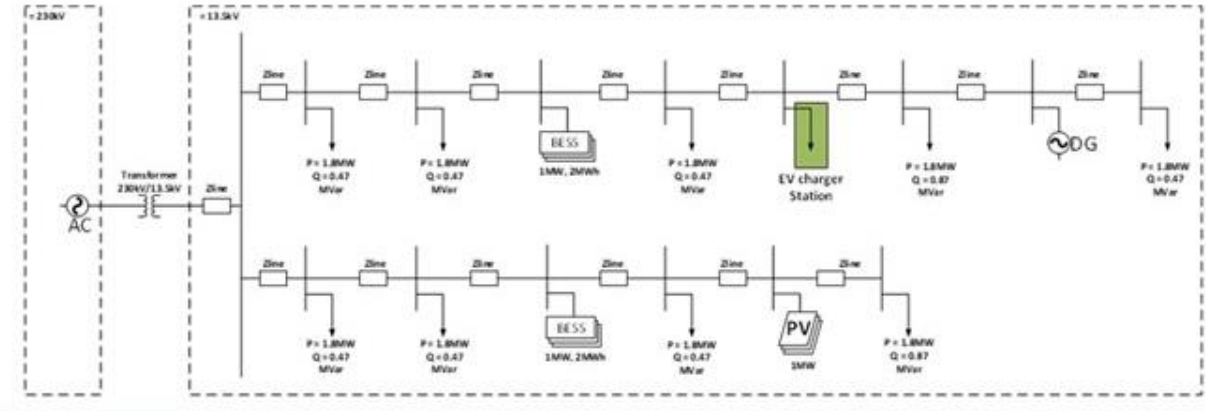 ≈ 230kV
≈ 13.5kV
Zline Zline Zline Zline Zline Zline Zline Zline
BESS
DG
P = 1.8MW
Q = 0.47
MVar
P = 1.8MW
Q = 0.47
MVar
1MW, 2MWh
P = 1.8MW
Q = 0.47
MVar
EV charger
Station
P = 1.8MW
Q = 0.87
MVar
P = 1.8MW
Q = 0.47
MVar
Transformer
230kV/13.5kV
Zline
AC
Zline Zline Zline Zline Zline Zline
BESS
PV
P = 1.8MW
Q = 0.47
MVar
P = 1.8MW
Q = 0.47
MVar
1MW, 2MWh
P = 1.8MW
Q = 0.47
MVar
1MW
P = 1.8MW
Q = 0.87
MVar